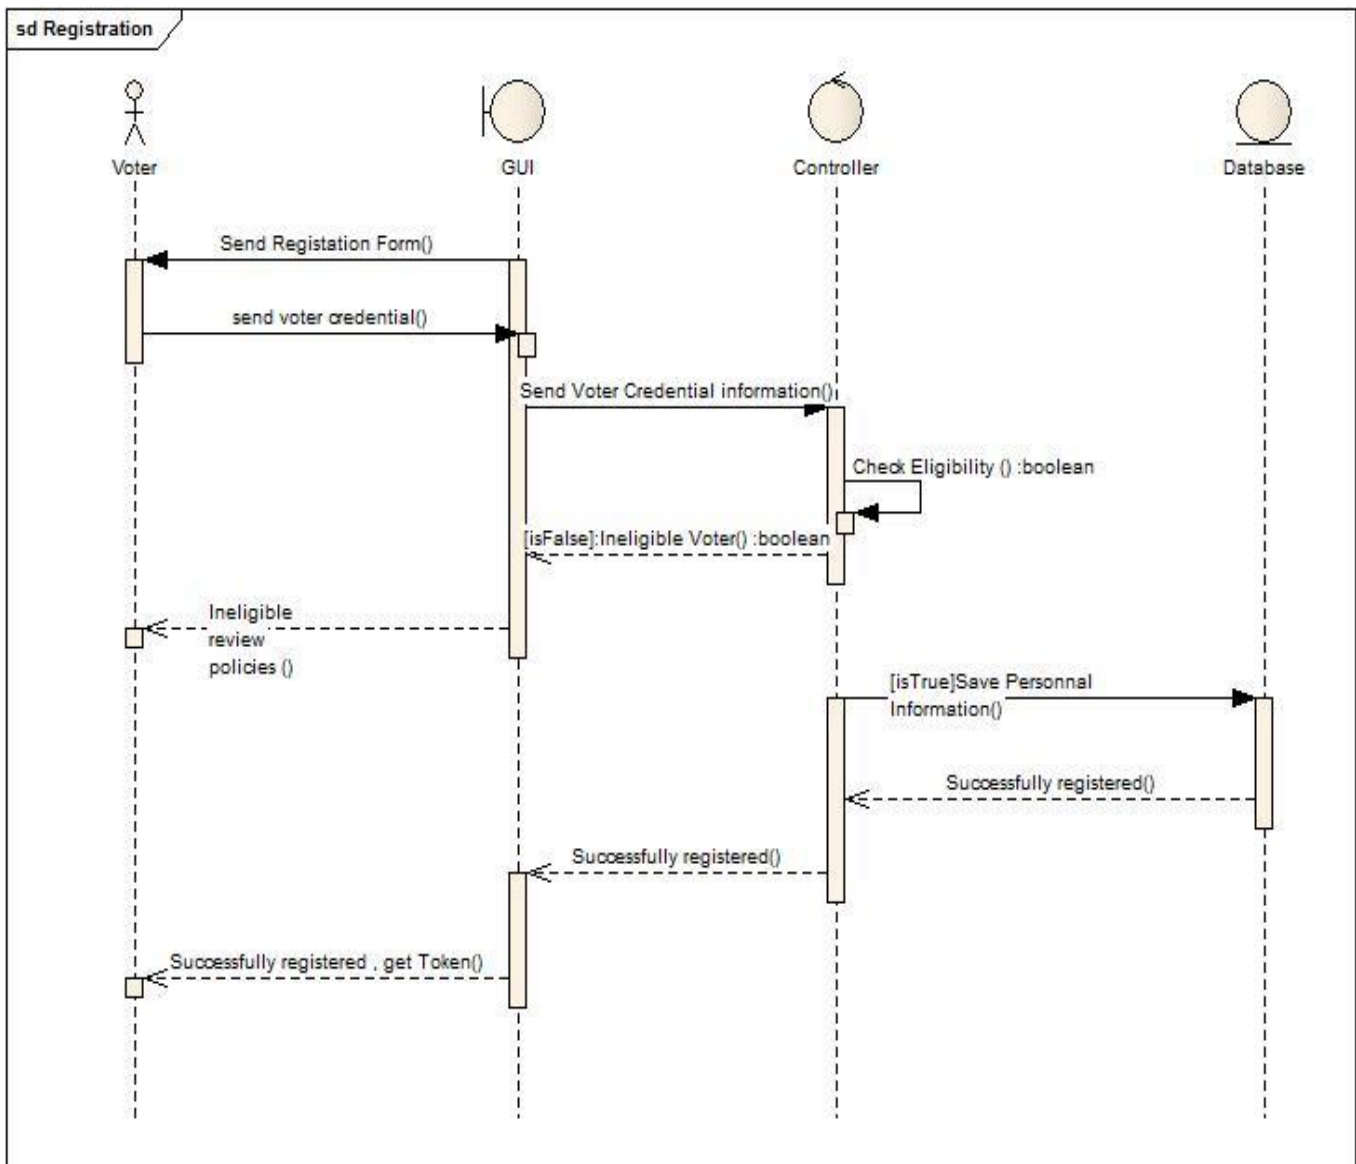 sd Registration
Voter
GUI
Controller
Database
Send Registation Form()
send voter credential()
Send Voter Credential information()
Check Eligibility () :boolean
[isFalse]:Ineligible Voter() :boolean
Ineligible
review
policies ()
[isTrue]Save Personnal
Information()
Successfully registered()
Successfully registered()
Successfully registered , get Token()